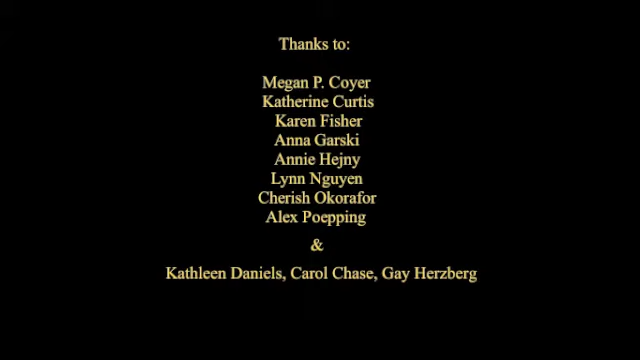 Thanks to:
Megan P. Coyer
Katherine Curtis
Karen Fisher
Anna Garski
Annie Hejny
Lynn Nguyen
Cherish Okorafor
Alex Poepping
&
Kathleen Daniels, Carol Chase, Gay Herzberg